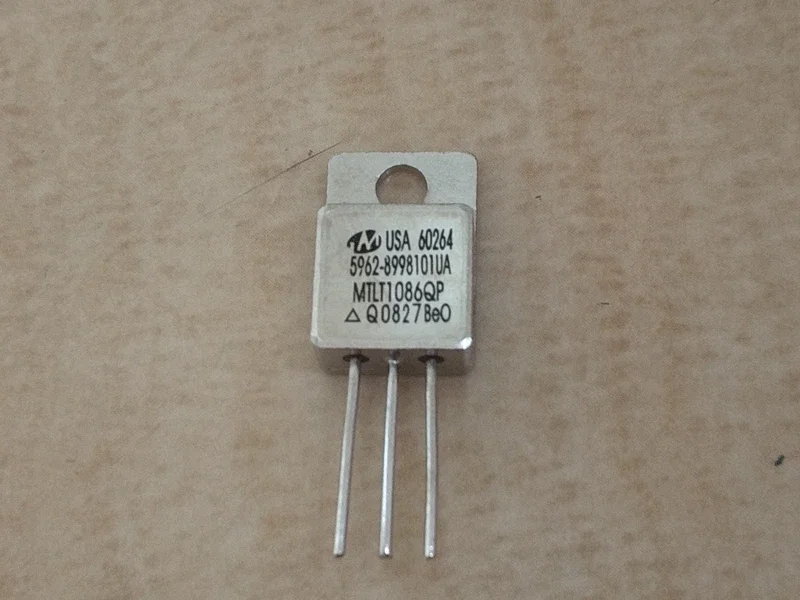 M USA 60264
5962-8998101UA
MTLT1086QP
△ Q0827BeO